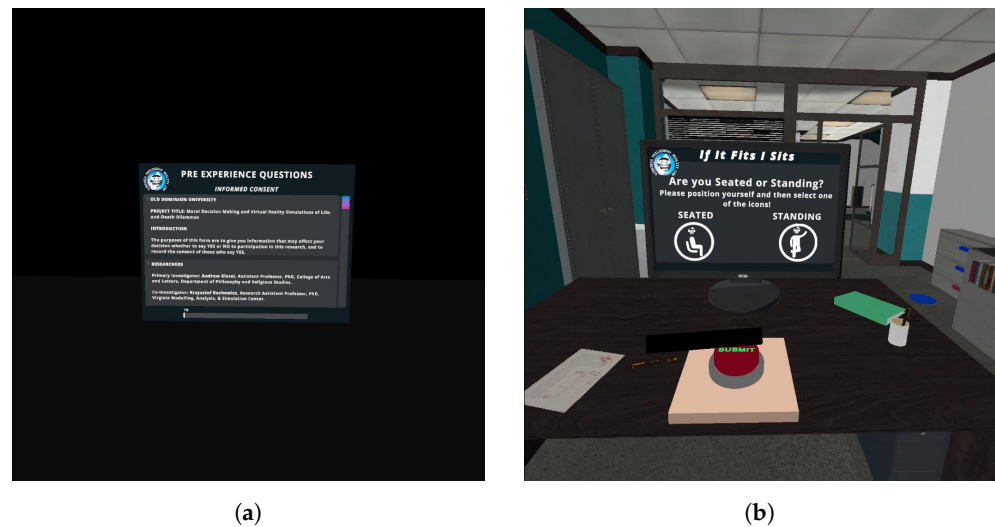 PRE EXPERIENCE QUESTIONS
INFORMED CONSENT
OLD DOMINION UNIVERSITY
PROJECT TITLE: Moral Decision Making and Virtual Reality Simulations of Life-
and-Death Dilemmas
INTRODUCTION
The purposes of this form are to give you information that may affect your
decision whether to say YES or NO to participation in this research, and to
record the consent of those who say YES.
RESEARCHERS
Primary Investigator: Andrew Kissel, Assistant Professor, PhD, College of Arts
and Letters, Department of Philosophy and Religious Studies.
Co-Investigator: Krzysztof Rechowicz, Research Assistant Professor, PhD,
Virginia Modelling, Analysis, & Simulation Center.
If It Fits I Sits
Are you Seated or Standing?
Please position yourself and then select one
of the icons!
SEATED STANDING
SUBMIT
(a) (b)